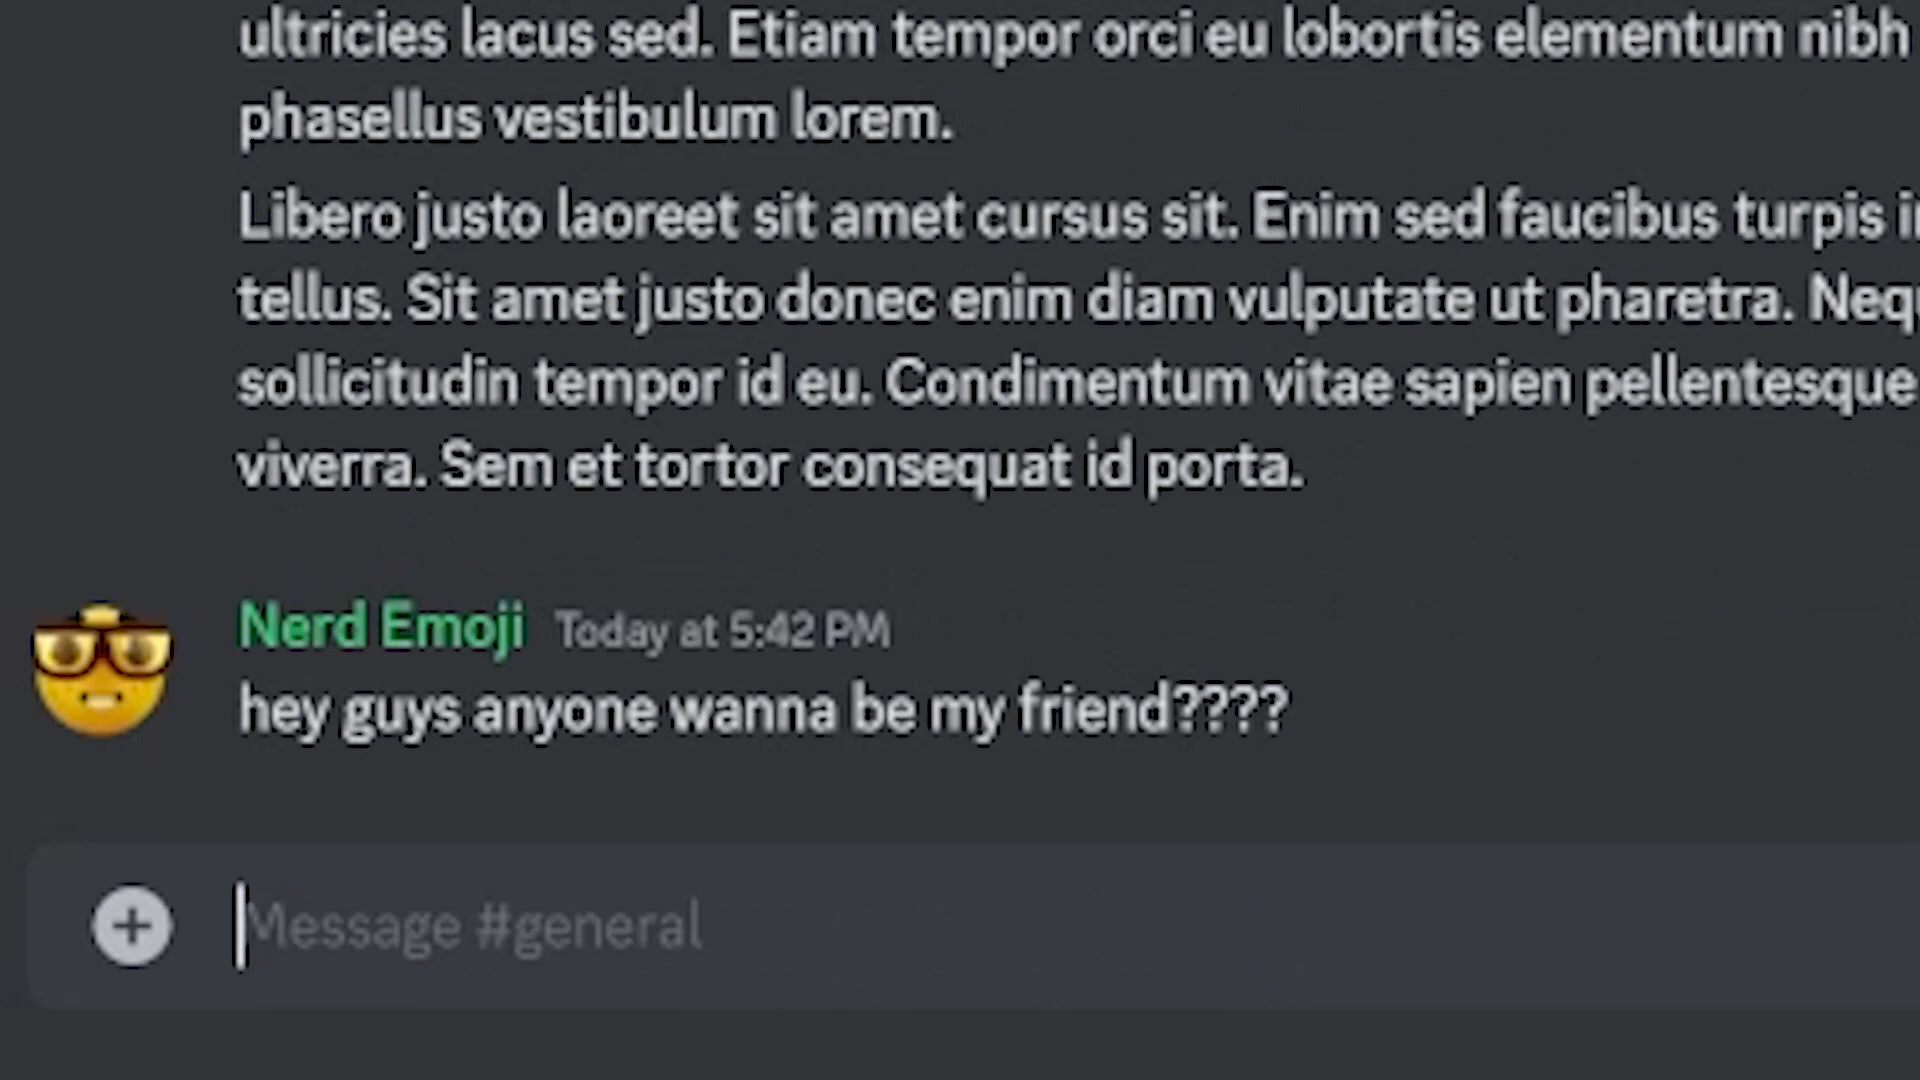 ultricies lacus sed. Etiam tempor orci eu lobortis elementum nibh
phasellus vestibulum lorem.
Libero justo laoreet sit amet cursus sit. Enim sed faucibus turpis
tellus. Sit amet justo donec enim diam vulputate ut pharetra.
sollicitudin tempor id eu. Condimentum vitae sapien pellentesque
viverra. Sem et tortor consequat id porta.
Nerd Emoji Today at 5:42 PM
hey guys anyone wanna be my friend????
Message #general